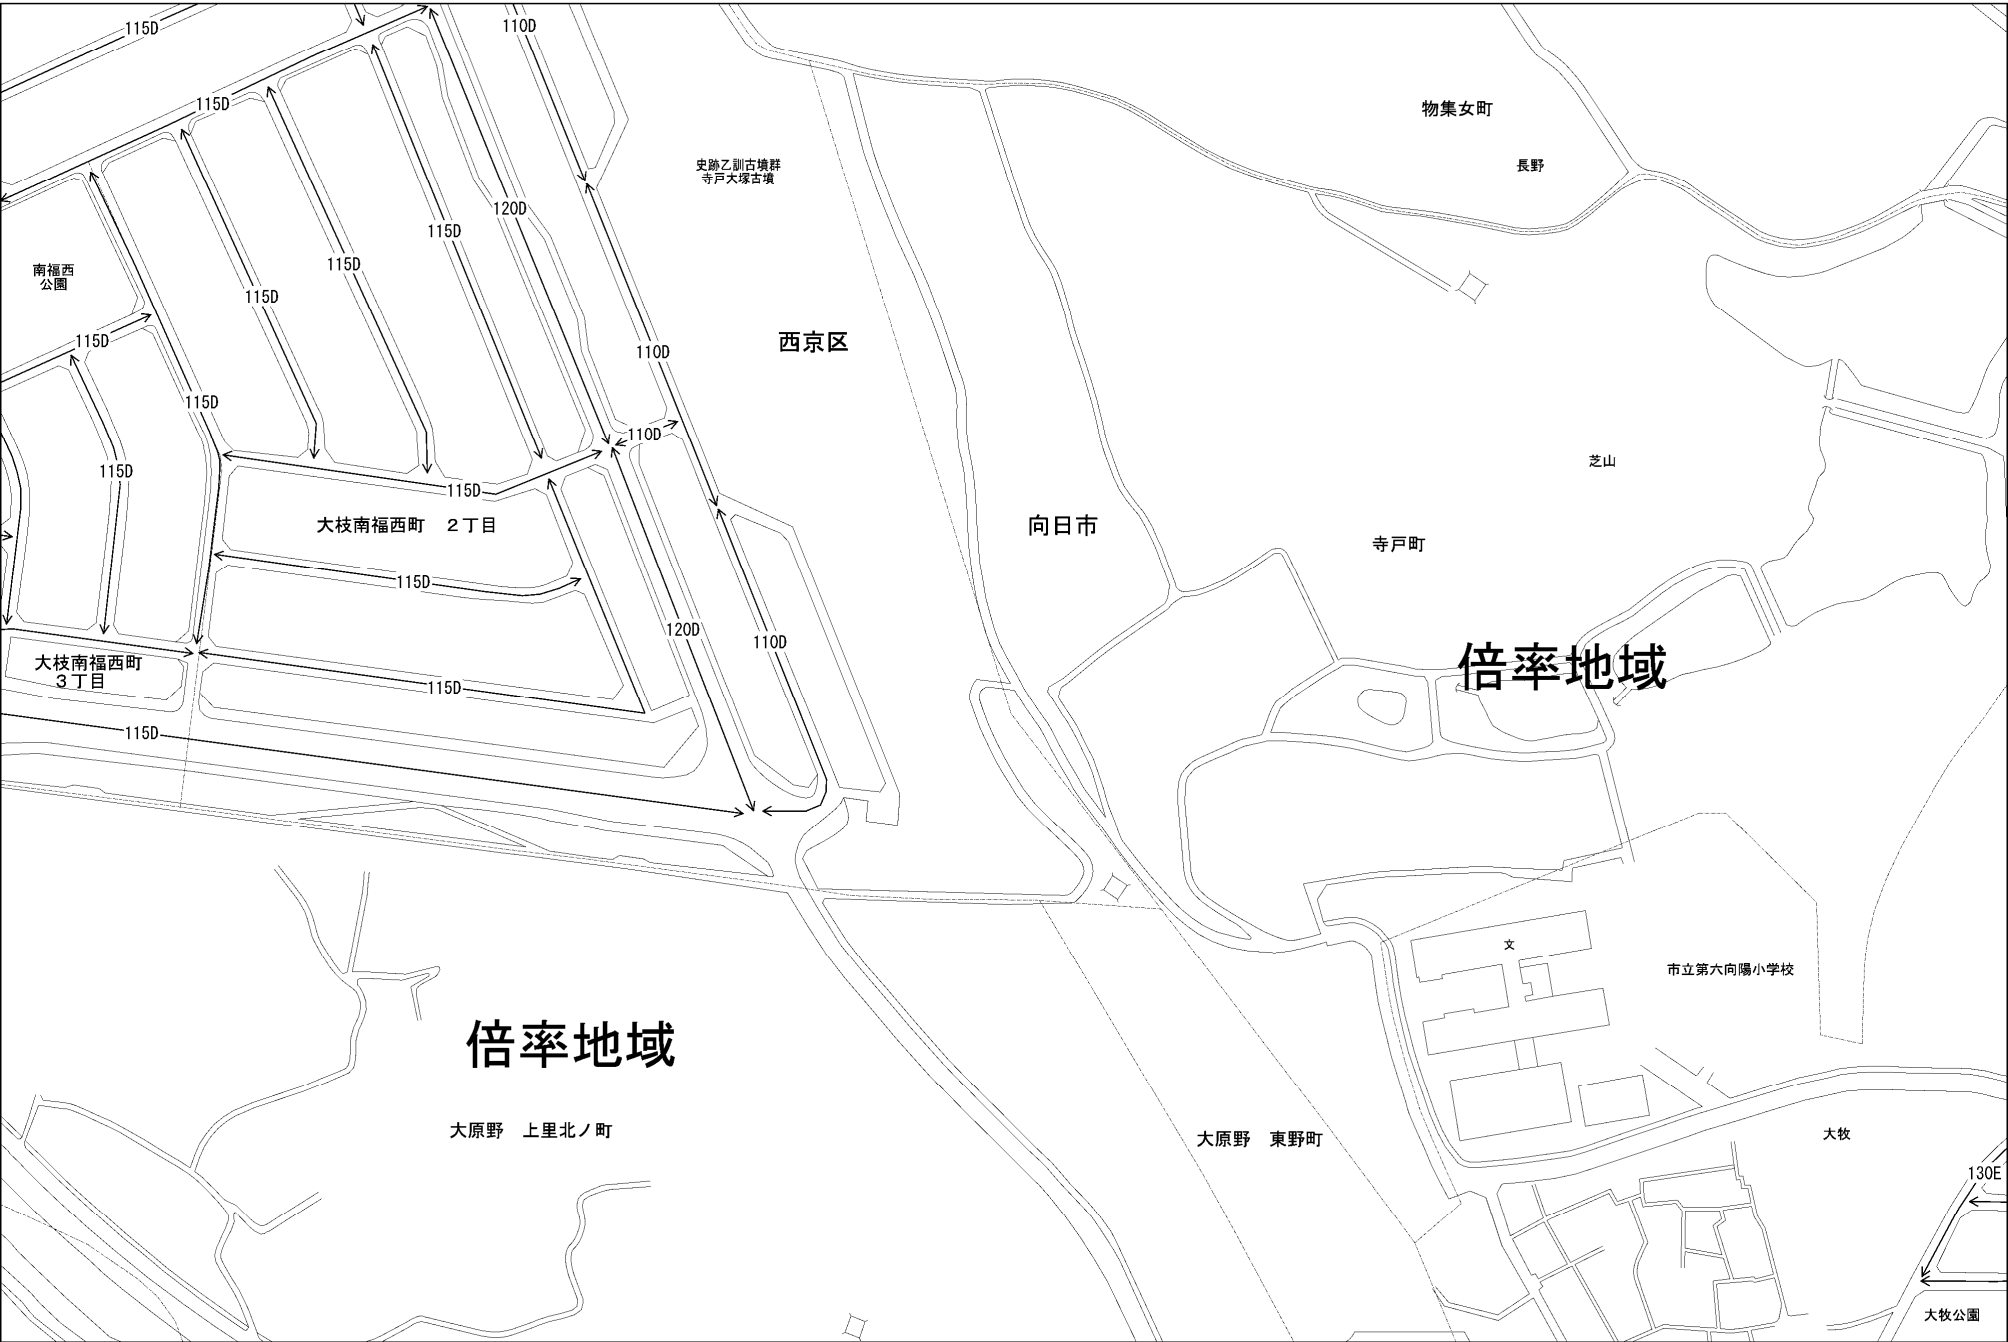 115D
110D
115D
物集女町
長野
史跡乙訓古墳群
寺戸大塚古墳
120D
115D
115D
南福西
公園
115D
115D
西京区
110D
115D
110D
芝山
115D
115D
大枝南福西町　２丁目
向日市
寺戸町
115D
120D
110D
大枝南福西町
３丁目
倍率地域
115D
115D
文
市立第六向陽小学校
倍率地域
大原野　上里北ノ町
大原野　東野町
大牧
130E
大牧公園